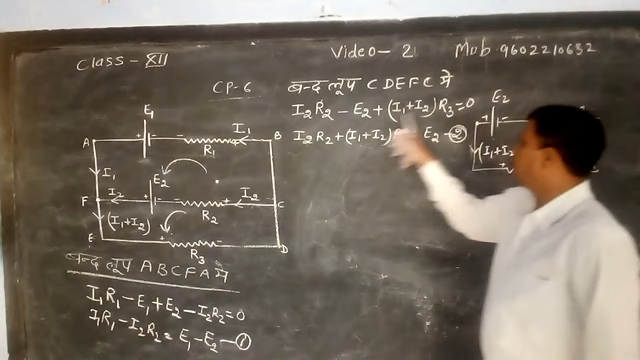 Class - XII
Video - 2
Mob. 9602210632
CP-6
बन्द लूप C D E F C में
I₂R₂ - E₂ + (I₁+I₂) R₃ = 0
I₂R₂ + (I₁+I₂) E₂ - ②
E₁
A
B
I₁
R₁
I₁
E₂
F
I₂
I₂
C
R₂
(I₁+I₂)
E
D
R₃
E₂
(I₁+I₂
बन्द लूप A B C F A में
I₁R₁ - E₁ + E₂ - I₂R₂ = 0
I₁R₁ - I₂R₂ = E₁ - E₂ - ①